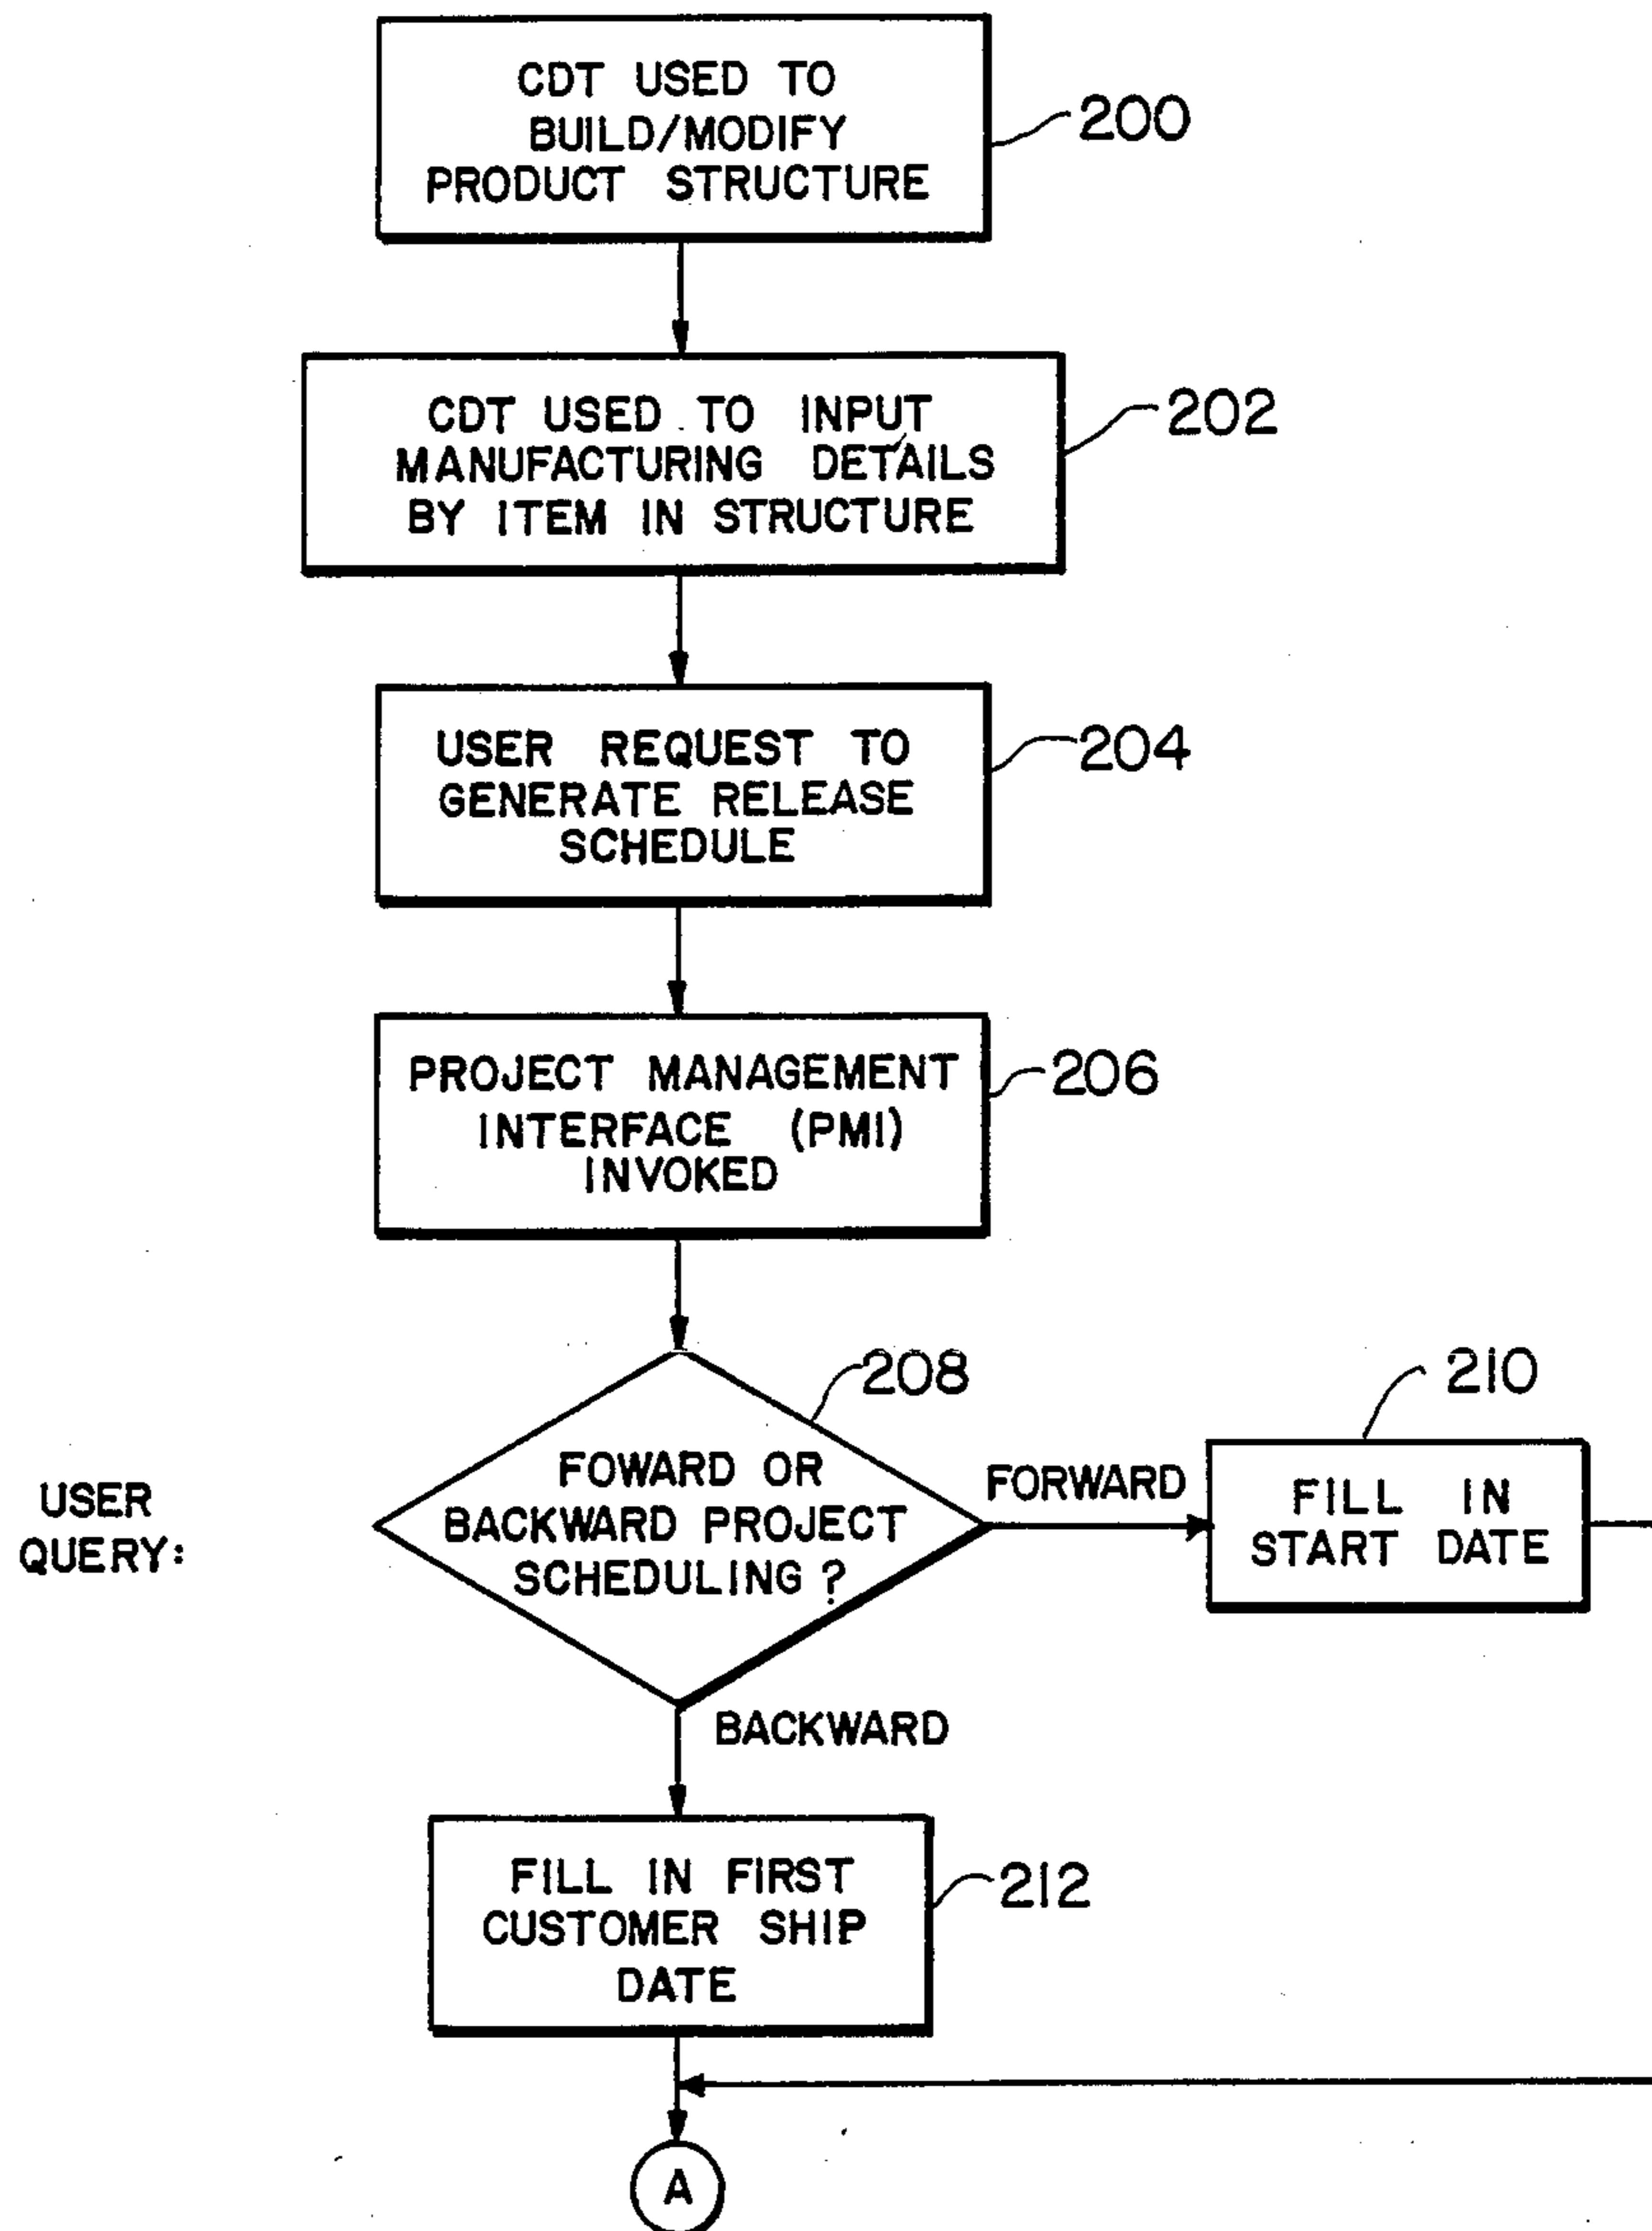 CDT USED TO
BUILD/MODIFY
PRODUCT STRUCTURE
200
CDT USED TO INPUT
MANUFACTURING DETAILS
BY ITEM IN STRUCTURE
202
USER REQUEST TO
GENERATE RELEASE
SCHEDULE
204
PROJECT MANAGEMENT
INTERFACE (PMI)
INVOKED
206
USER
QUERY:
208
FOWARD OR
BACKWARD PROJECT
SCHEDULING?
FORWARD
210
FILL IN
START DATE
BACKWARD
FILL IN FIRST
CUSTOMER SHIP
DATE
212
A